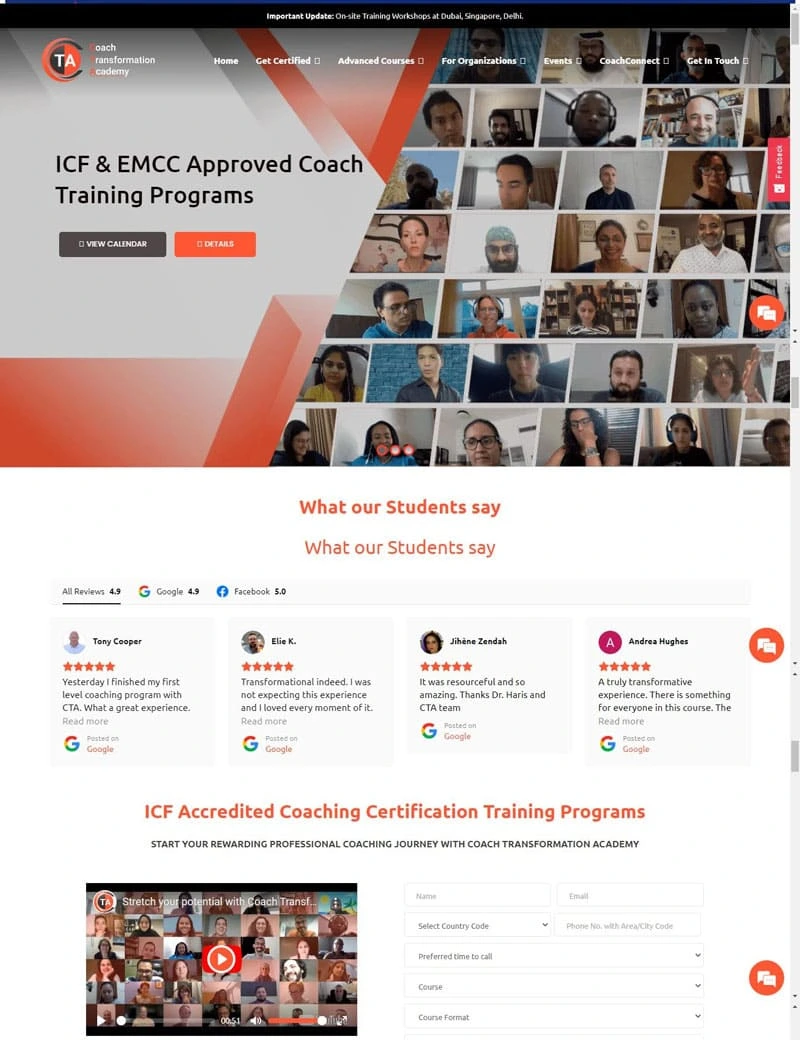 Important Update: On-site Training Workshops at Dubai, Singapore, Delhi.
TA
Coach
Transformation
Academy
Home
Get Certified
Advanced Courses
For Organizations
Events
CoachConnect
Get In Touch
ICF & EMCC Approved Coach
Training Programs
VIEW CALENDAR
DETAILS
Feedback
What our Students say
What our Students say
All Reviews 4.9
Google 4.9
Facebook 5.0
Tony Cooper
Yesterday I finished my first
level coaching program with
CTA. What a great experience.
Read more
Posted on
Google
Elie K.
Transformational indeed. I was
not expecting this experience
and I loved every moment of it.
Read more
Posted on
Google
Jihène Zendah
It was resourceful and so
amazing. Thanks Dr. Haris and
CTA team
Posted on
Google
A
Andrea Hughes
A truly transformative
experience. There is something
for everyone in this course. The
Read more
Posted on
Google
ICF Accredited Coaching Certification Training Programs
START YOUR REWARDING PROFESSIONAL COACHING JOURNEY WITH COACH TRANSFORMATION ACADEMY
TA
Stretch your potential with Coach Transf...
00:51
Name
Email
Select Country Code
Phone No. with Area/City Code
Preferred time to call
Course
Course Format